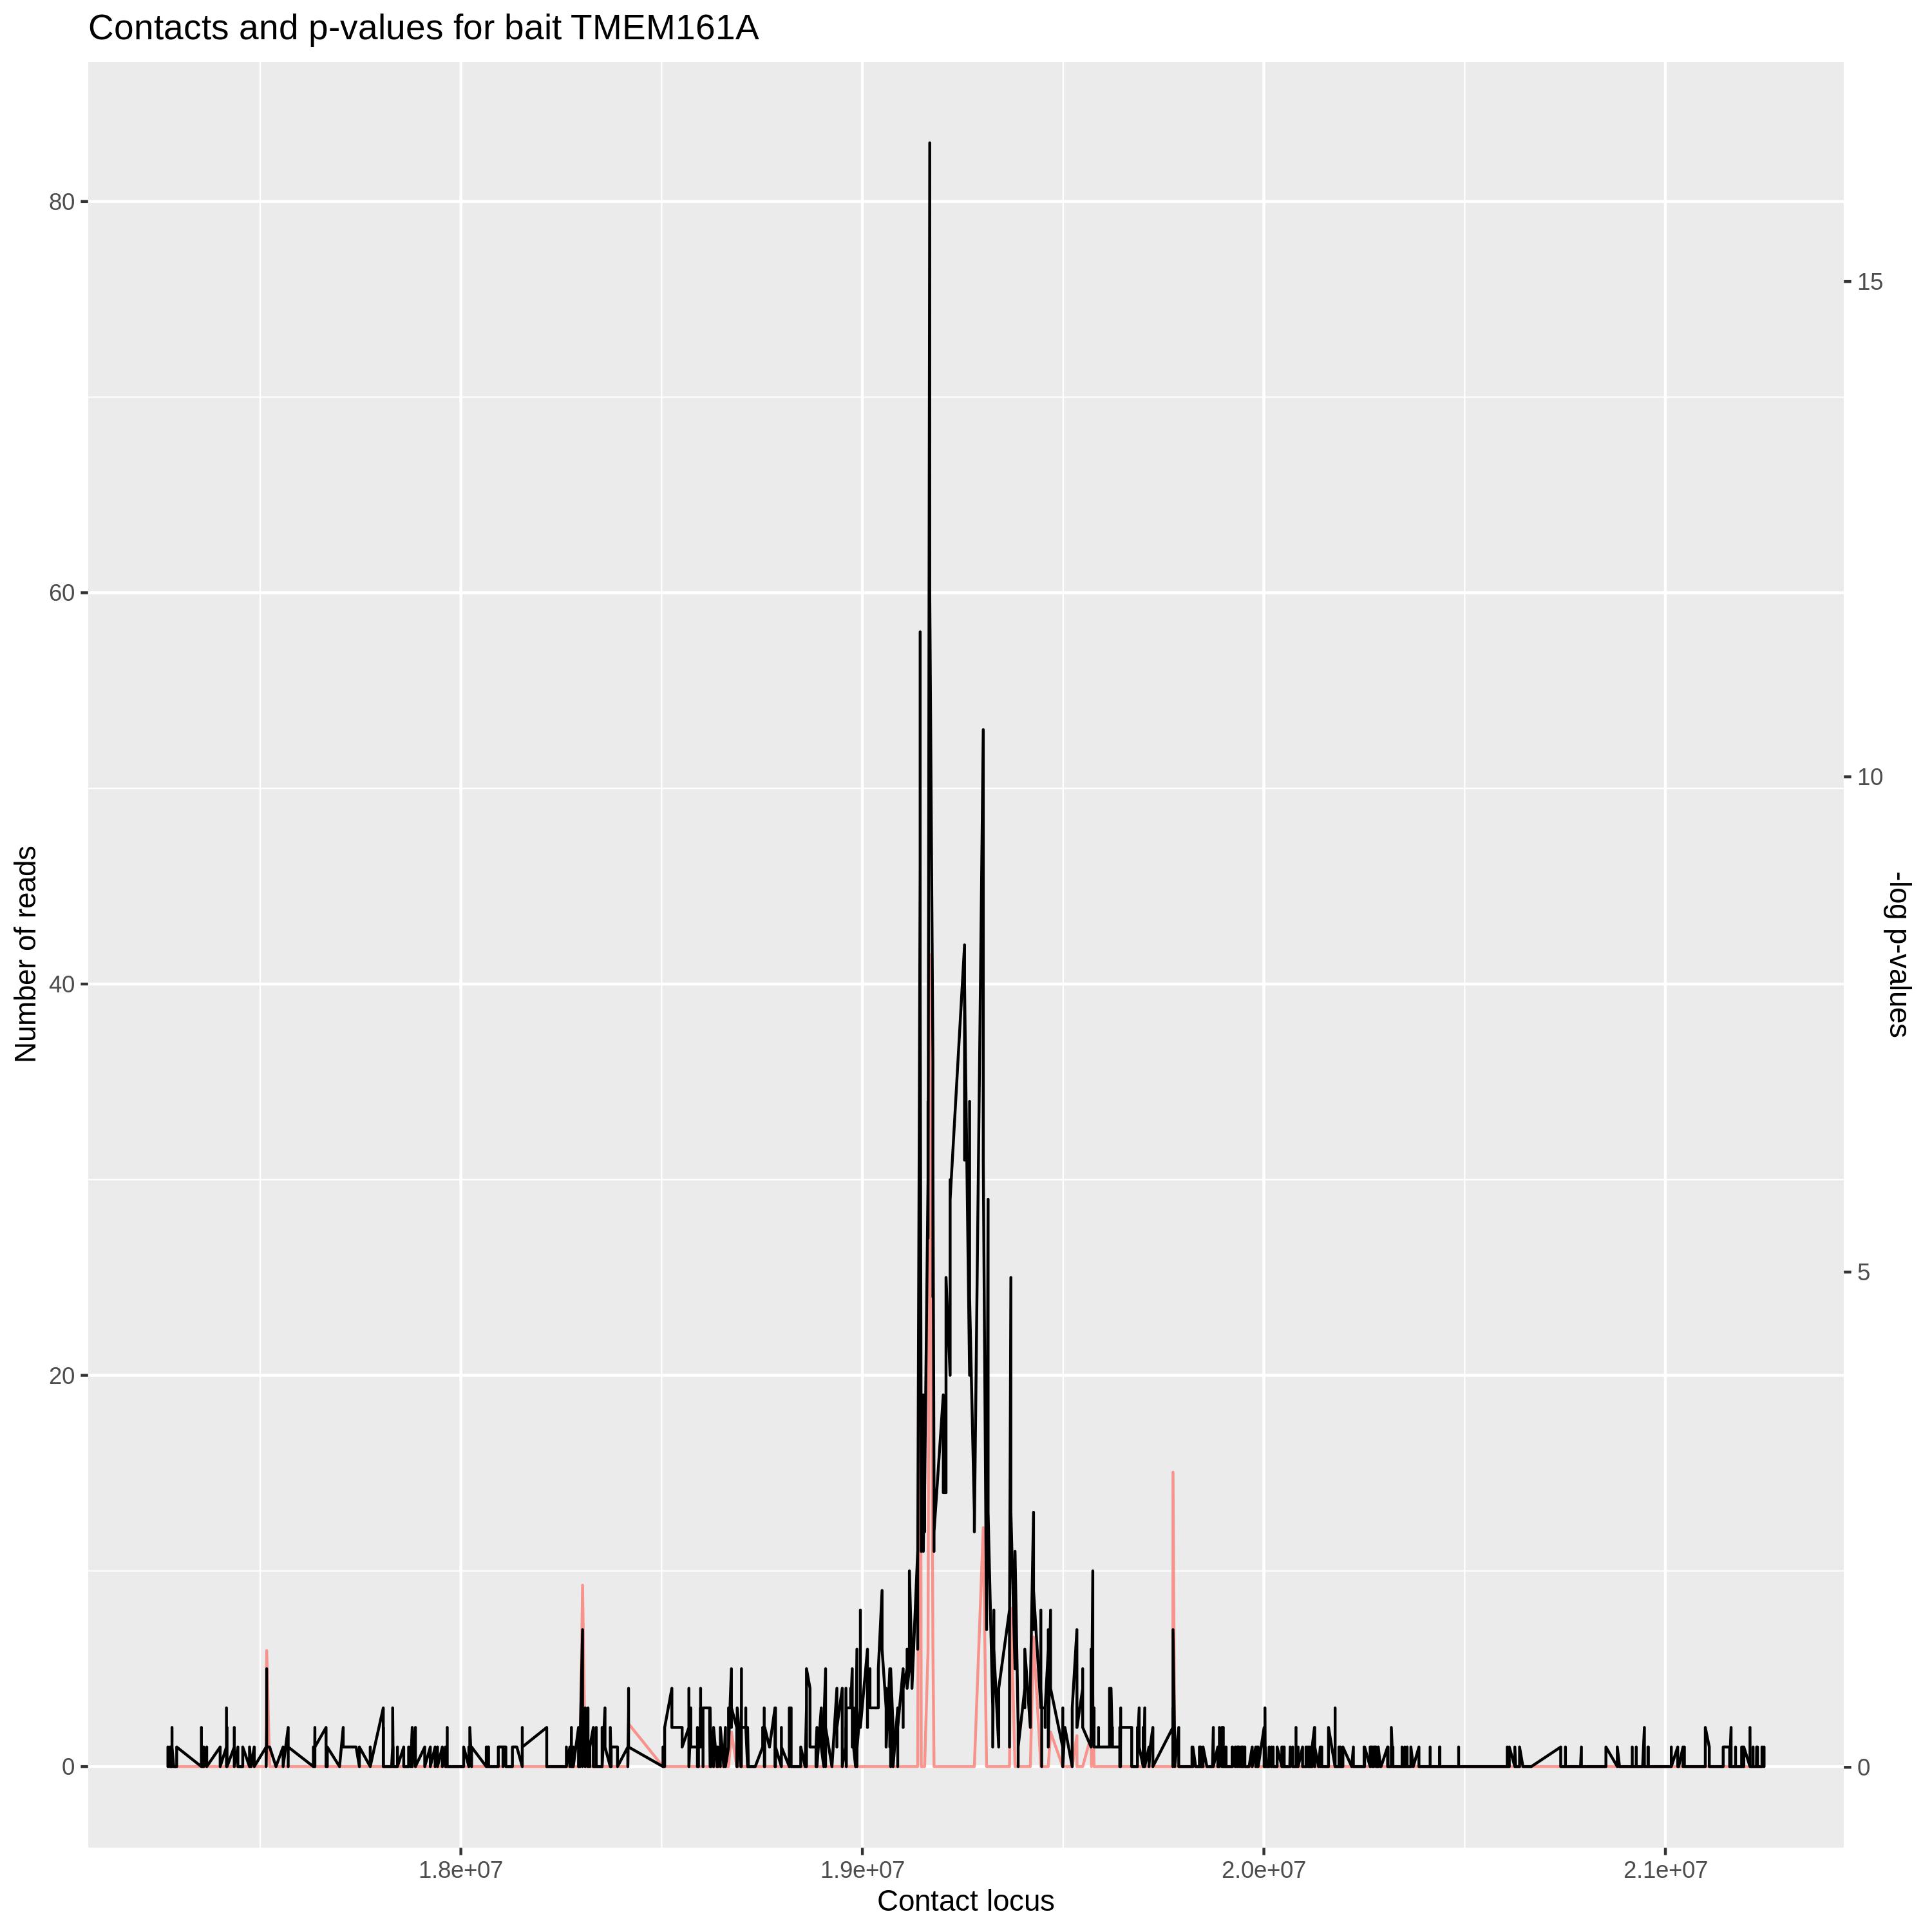 Contacts and p-values for bait TMEM161A
80
60
40
20
0
Number of reads
15
10
5
0
-log p-values
1.8e+07
1.9e+07
2.0e+07
2.1e+07
Contact locus